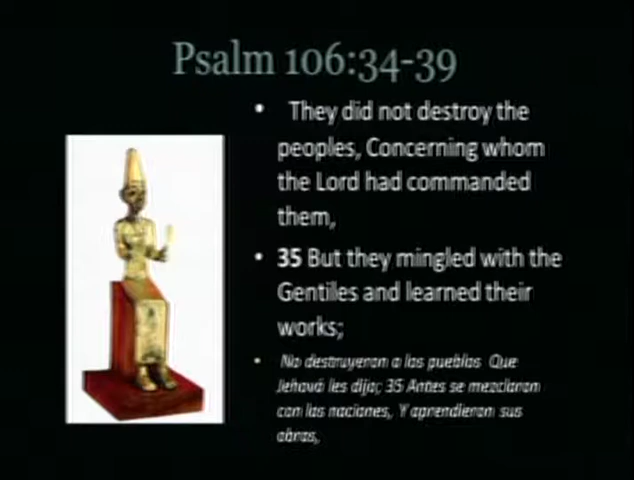 Psalm 106:34-39
• They did not destroy the
peoples, Concerning whom
the Lord had commanded
them,
• 35 But they mingled with the
Gentiles and learned their
works;
• No destruyeron a los pueblos Que
Jehová les dijo; 35 Antes se mezclaron
con las naciones, Y aprendieron sus
obras,